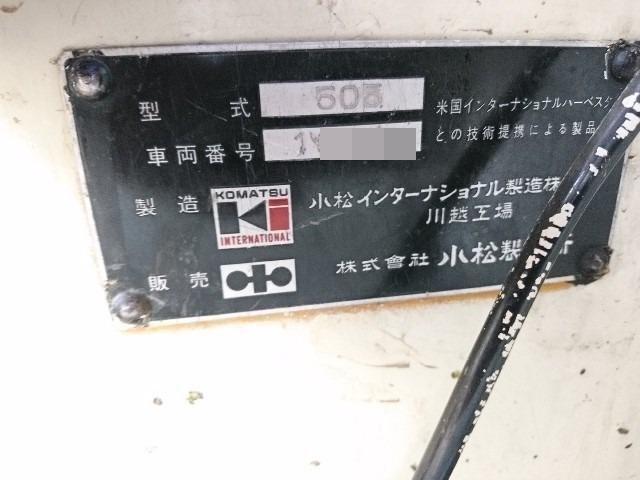 型式 505
米国インターナショナルハーベスタ
との技術提携による製品
車両番号 1
製造 KOMATSU INTERNATIONAL 小松インターナショナル製造株
川越工場
販売 株式會社 小松製